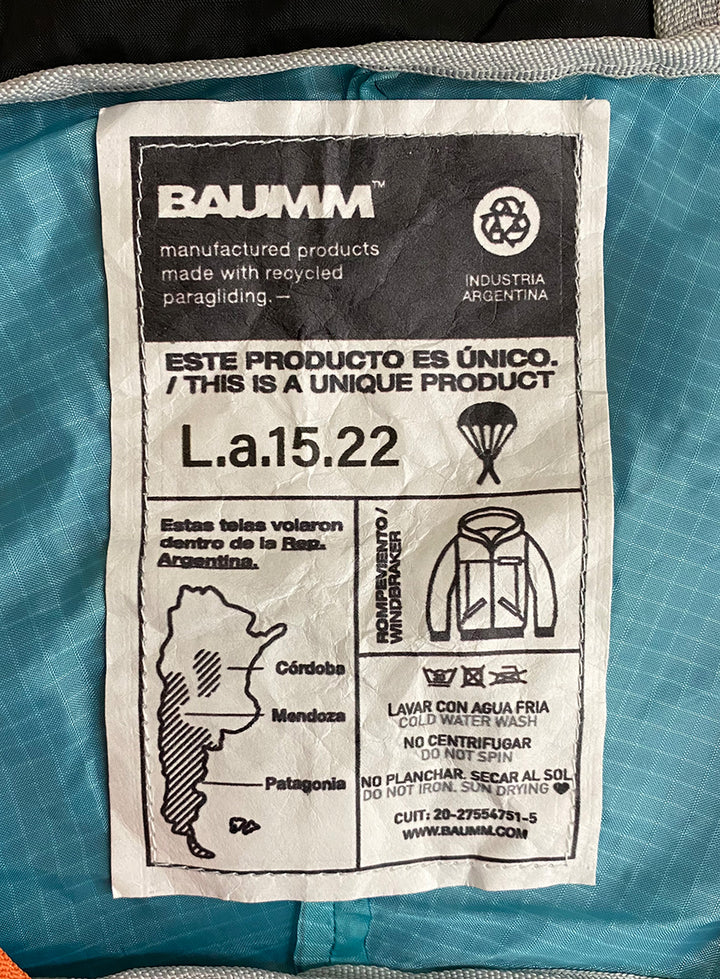 BAUMM™
manufactured products
made with recycled
paragliding.—
INDUSTRIA
ARGENTINA
ESTE PRODUCTO ES ÚNICO.
/ THIS IS A UNIQUE PRODUCT
L.a.15.22
Estas telas volaron
dentro de la Rep.
Argentina.
Córdoba
Mendoza
Patagonia
ROMPEVIENTO /
WINDBRAKER
LAVAR CON AGUA FRIA
COLD WATER WASH
NO CENTRIFUGAR
DO NOT SPIN
NO PLANCHAR. SECAR AL SOL
DO NOT IRON. SUN DRYING
CUIT: 20-27554751-5
WWW.BAUMM.COM